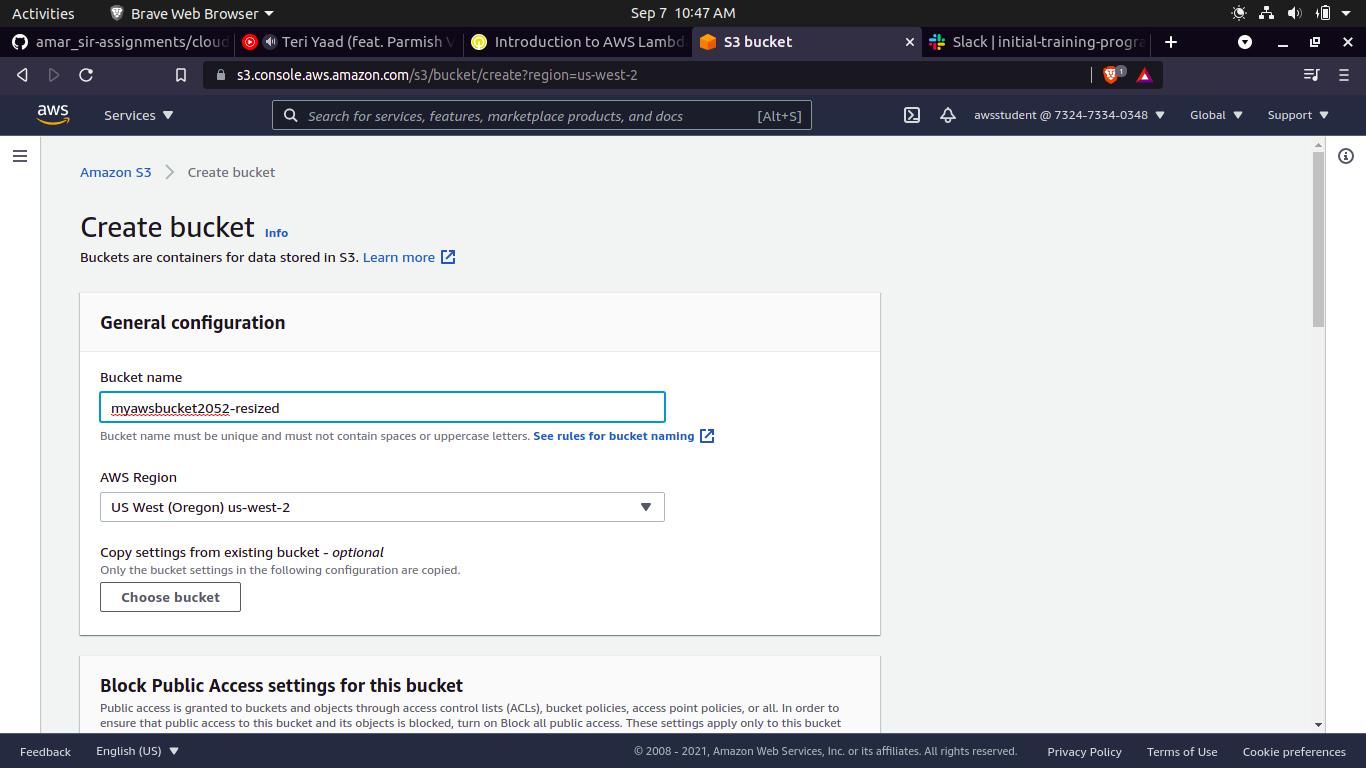 Activities Brave Web Browser Sep 7 10:47 AM
amar_sir-assignments/cloud Teri Yaad (feat. Parmish V Introduction to AWS Lambd S3 bucket Slack | initial-training-progra
s3.console.aws.amazon.com/s3/bucket/create?region=us-west-2 1
aws Services Search for services, features, marketplace products, and docs [Alt+S] awsstudent @ 7324-7334-0348 Global Support
Amazon S3 Create bucket
Create bucket Info
Buckets are containers for data stored in S3. Learn more
General configuration
Bucket name
myawsbucket2052-resized
Bucket name must be unique and must not contain spaces or uppercase letters. See rules for bucket naming
AWS Region
US West (Oregon) us-west-2
Copy settings from existing bucket - optional
Only the bucket settings in the following configuration are copied.
Choose bucket
Block Public Access settings for this bucket
Public access is granted to buckets and objects through access control lists (ACLs), bucket policies, access point policies, or all. In order to
ensure that public access to this bucket and its objects is blocked, turn on Block all public access. These settings apply only to this bucket
Feedback English (US) © 2008 - 2021, Amazon Web Services, Inc. or its affiliates. All rights reserved. Privacy Policy Terms of Use Cookie preferences